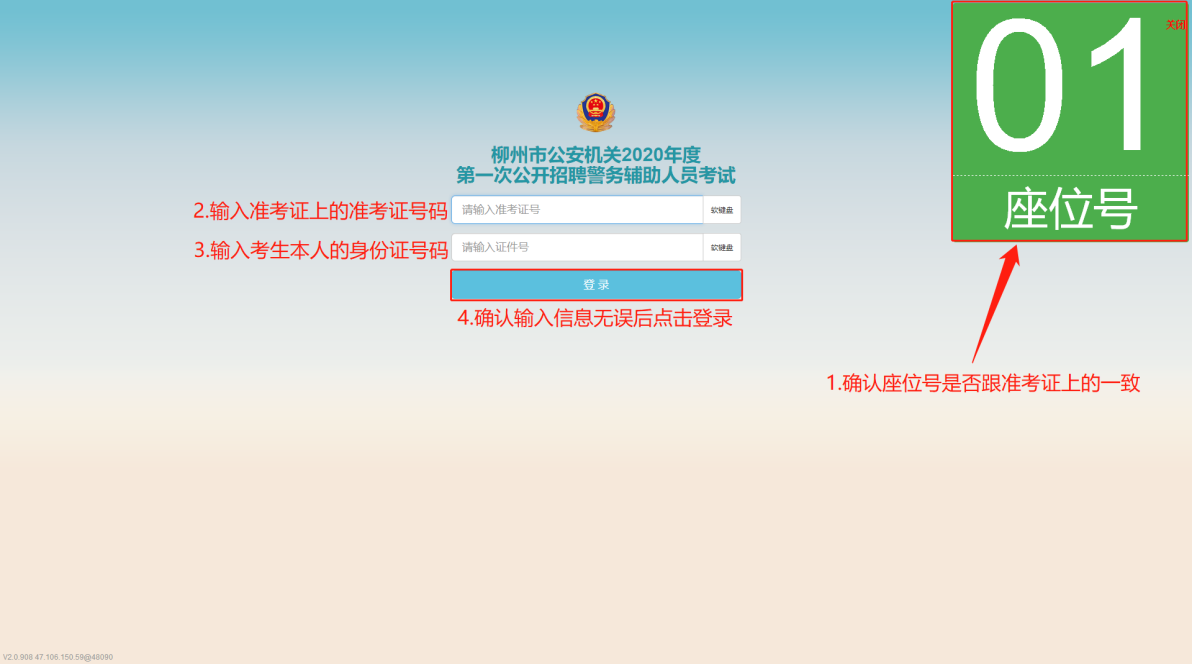 01
关闭
座位号
柳州市公安机关2020年度
第一次公开招聘警务辅助人员考试
2.输入准考证上的准考证号码
请输入准考证号
软键盘
3.输入考生本人的身份证号码
请输入证件号
软键盘
登 录
4.确认输入信息无误后点击登录
1.确认座位号是否跟准考证上的一致
V2.0.908 47.106.150.59@48090